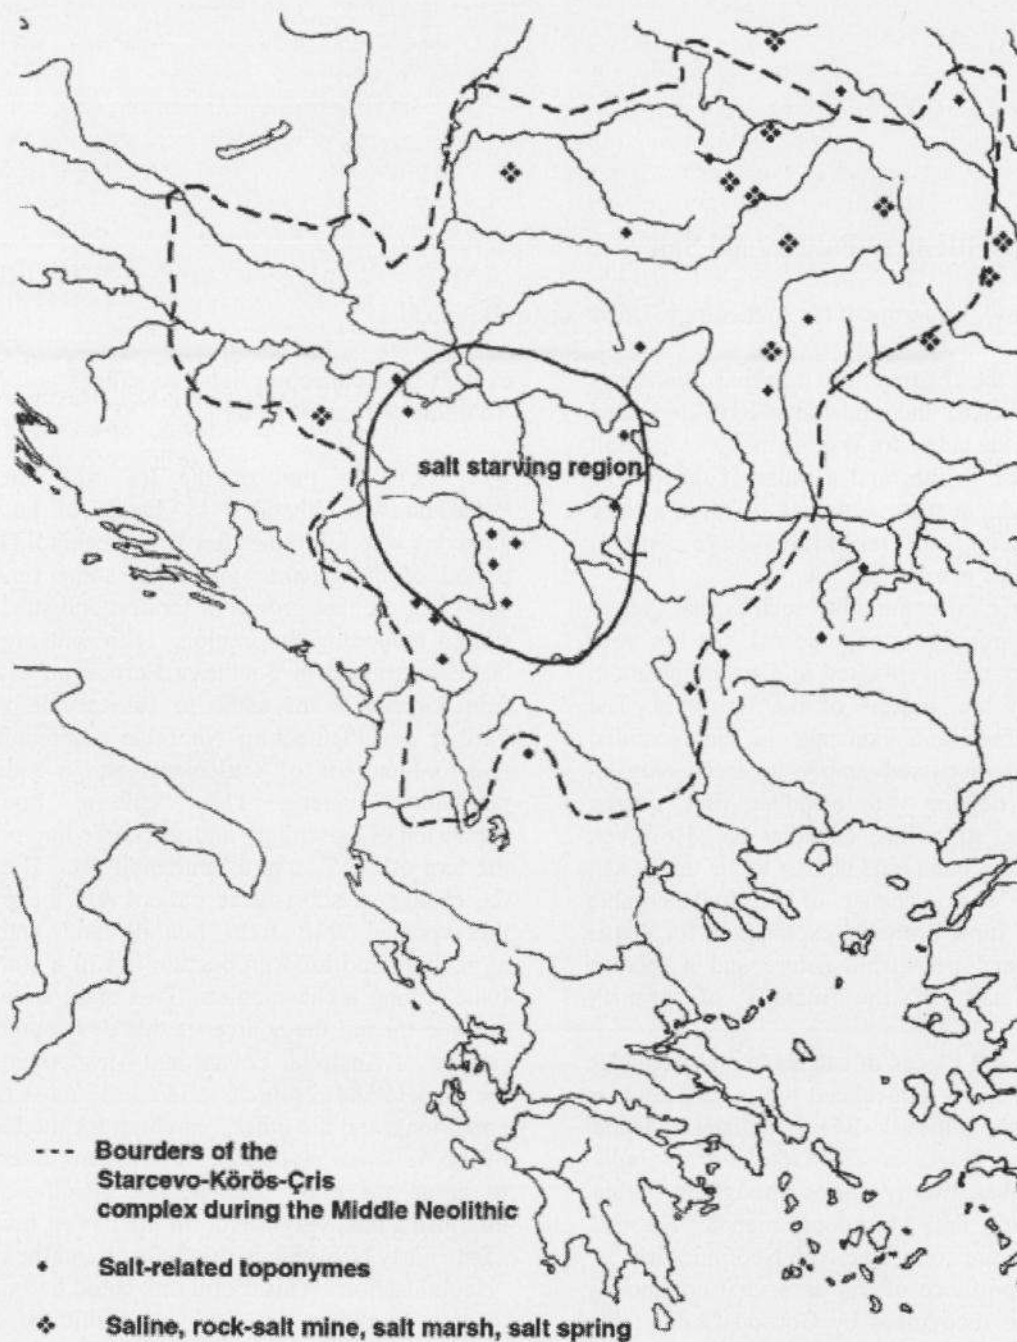 salt starving region
Bourders of the
Starcevo-Körös-Çris
complex during the Middle Neolithic
Salt-related toponymes
Saline, rock-salt mine, salt marsh, salt spring